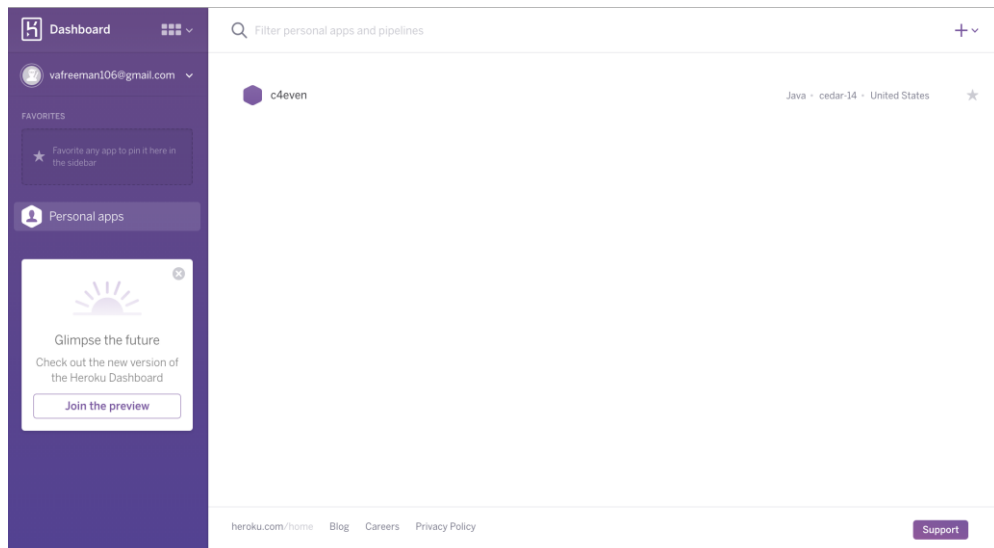 Dashboard
Filter personal apps and pipelines
vafreeman106@gmail.com
c4even
Java • cedar-14 • United States
FAVORITES
Favorite any app to pin it here in
the sidebar
Personal apps
Glimpse the future
Check out the new version of
the Heroku Dashboard
Join the preview
heroku.com/home Blog Careers Privacy Policy
Support